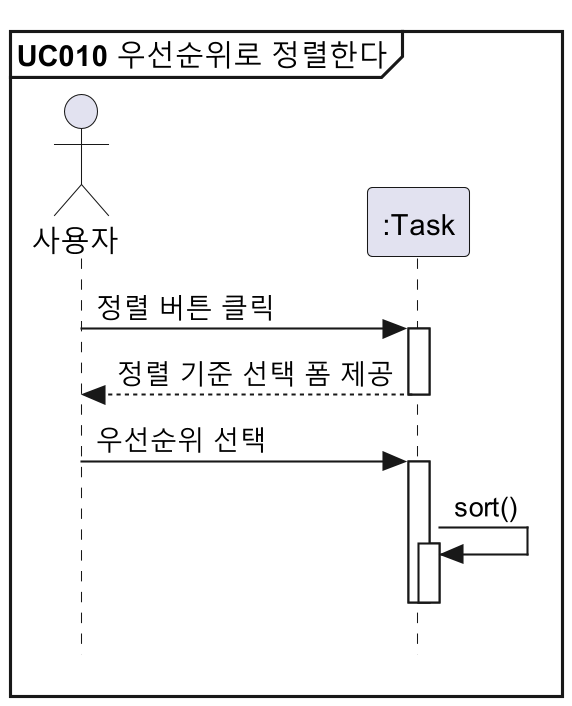 UC010 우선순위로 정렬한다
사용자
:Task
정렬 버튼 클릭
정렬 기준 선택 폼 제공
우선순위 선택
sort()